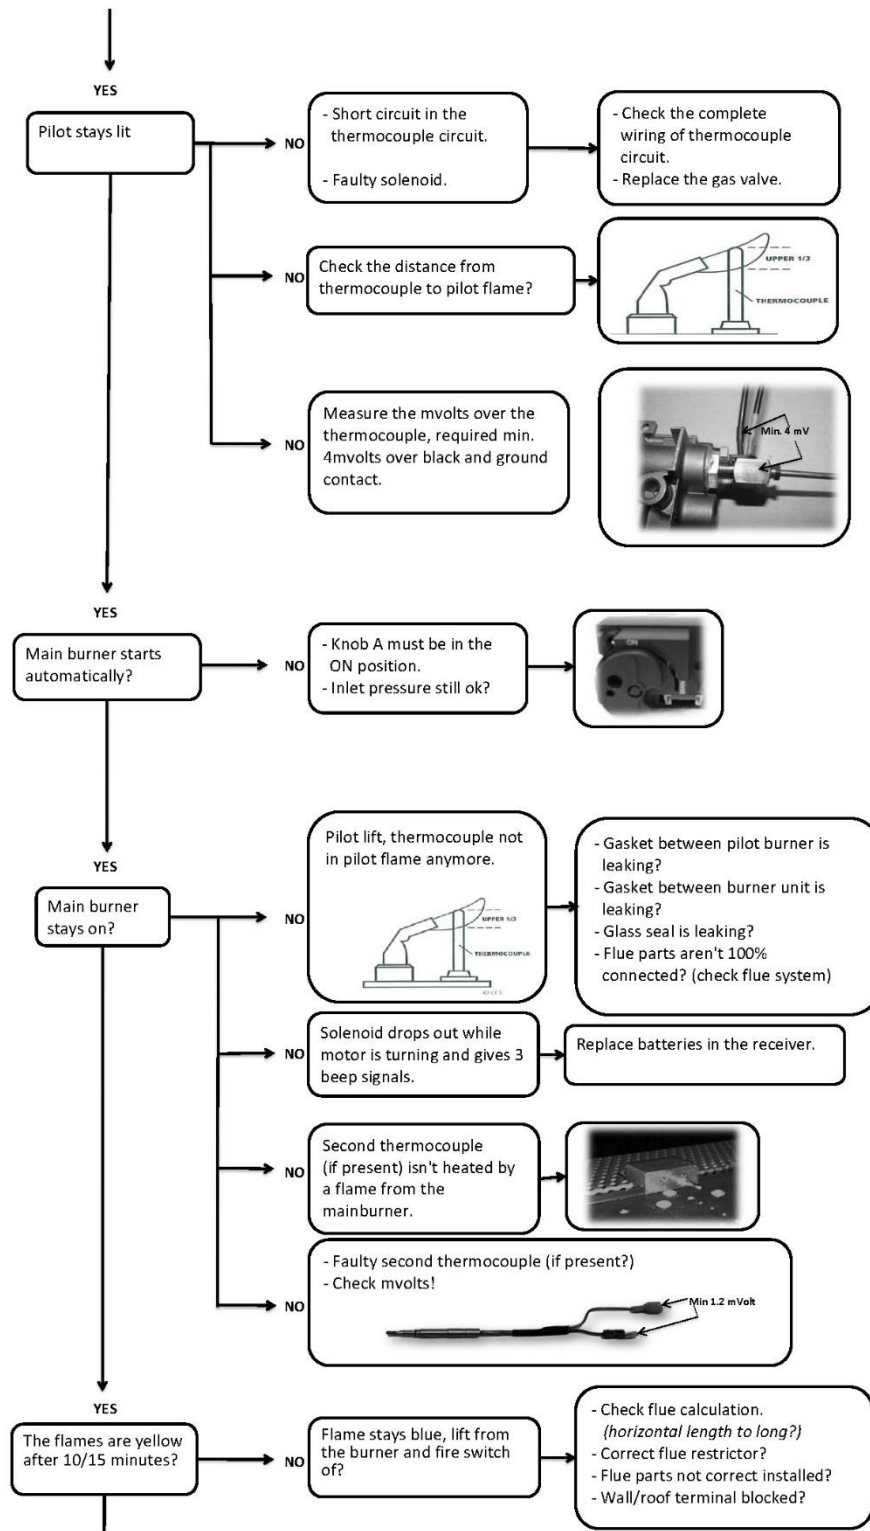 YES
Pilot stays lit
NO
- Short circuit in the
thermocouple circuit.
- Faulty solenoid.
- Check the complete
wiring of thermocouple
circuit.
- Replace the gas valve.
NO
Check the distance from
thermocouple to pilot flame?
UPPER 1/3
THERMOCOUPLE
NO
Measure the mvolts over the
thermocouple, required min.
4mvolts over black and ground
contact.
Min. 4 mV
YES
Main burner starts
automatically?
NO
- Knob A must be in the
ON position.
- Inlet pressure still ok?
ON
YES
Main burner
stays on?
NO
Pilot lift, thermocouple not
in pilot flame anymore.
UPPER 1/3
THERMOCOUPLE
- Gasket between pilot burner is
leaking?
- Gasket between burner unit is
leaking?
- Glass seal is leaking?
- Flue parts aren't 100%
connected? (check flue system)
NO
Solenoid drops out while
motor is turning and gives 3
beep signals.
Replace batteries in the receiver.
NO
Second thermocouple
(if present) isn't heated by
a flame from the
mainburner.
NO
- Faulty second thermocouple (if present?)
- Check mvolts!
Min 1.2 mVolt
YES
The flames are yellow
after 10/15 minutes?
NO
Flame stays blue, lift from
the burner and fire switch
of?
- Check flue calculation.
(horizontal length to long?)
- Correct flue restrictor?
- Flue parts not correct installed?
- Wall/roof terminal blocked?